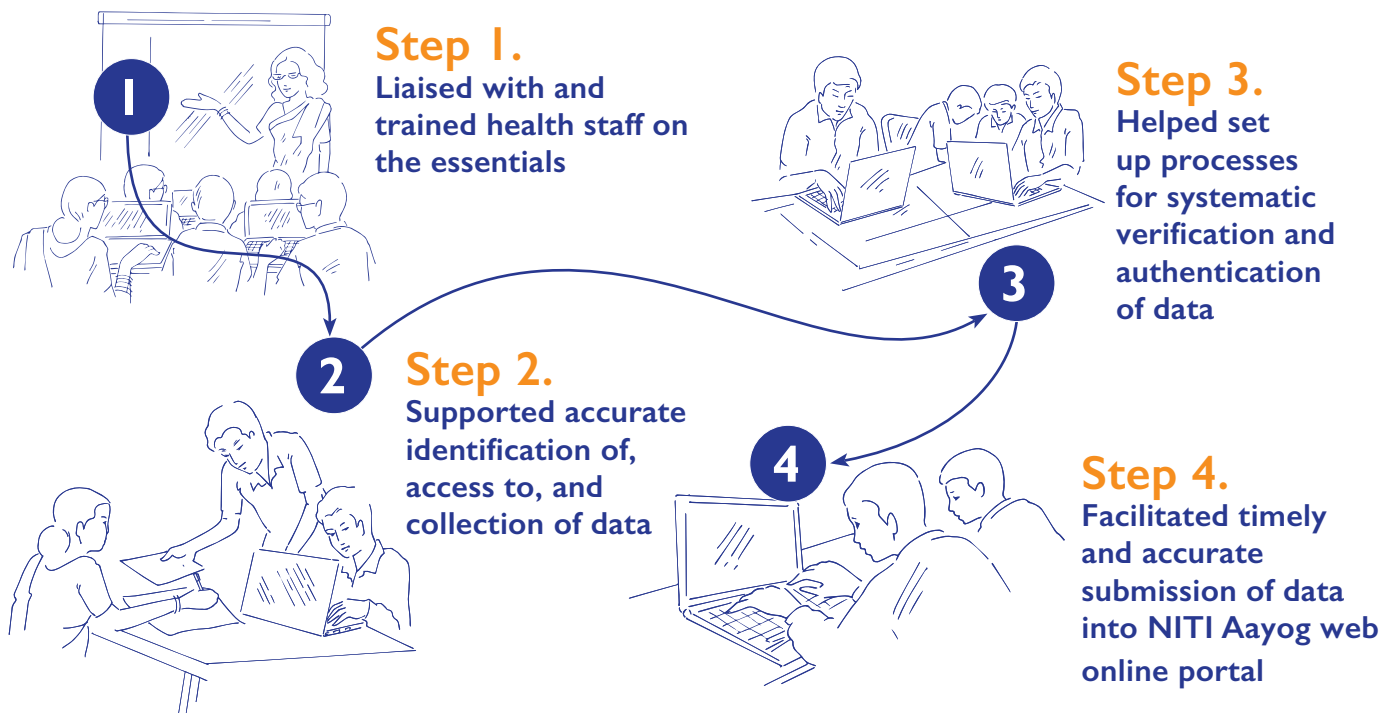 1
Step 1.
Liaised with and
trained health staff on
the essentials
2
Step 2.
Supported accurate
identification of,
access to, and
collection of data
3
Step 3.
Helped set
up processes
for systematic
verification and
authentication
of data
4
Step 4.
Facilitated timely
and accurate
submission of data
into NITI Aayog web
online portal